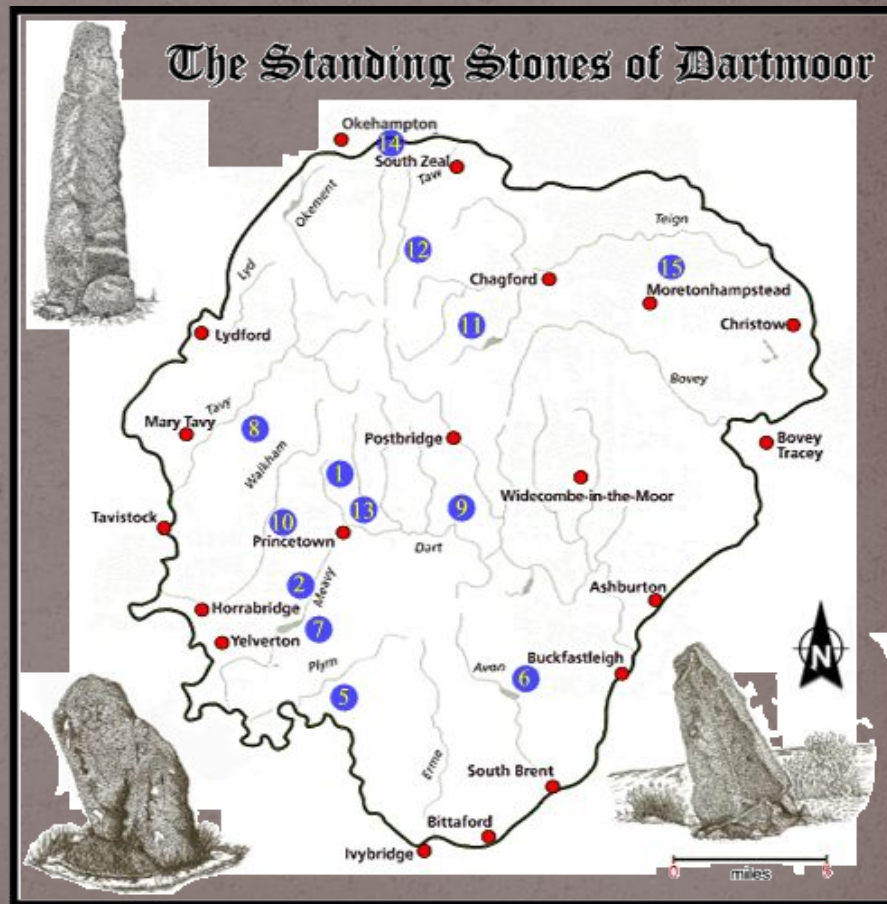 The Standing Stones of Dartmoor
Okehampton
14
South Zeal
Taw
Okement
Teign
12
Lyd
15
Chagford
Moretonhampstead
11
Christow
Lydford
Bovey
Tavy
Mary Tavy
8
Postbridge
Bovey
Tracey
Walkham
1
Widecombe-in-the-Moor
9
13
Tavistock
10
Princetown
Dart
2
Meavy
Ashburton
Horrabridge
7
Yelverton
Plym
Buckfastleigh
N
Avon
6
5
Erme
South Brent
Bittaford
Ivybridge
0
miles